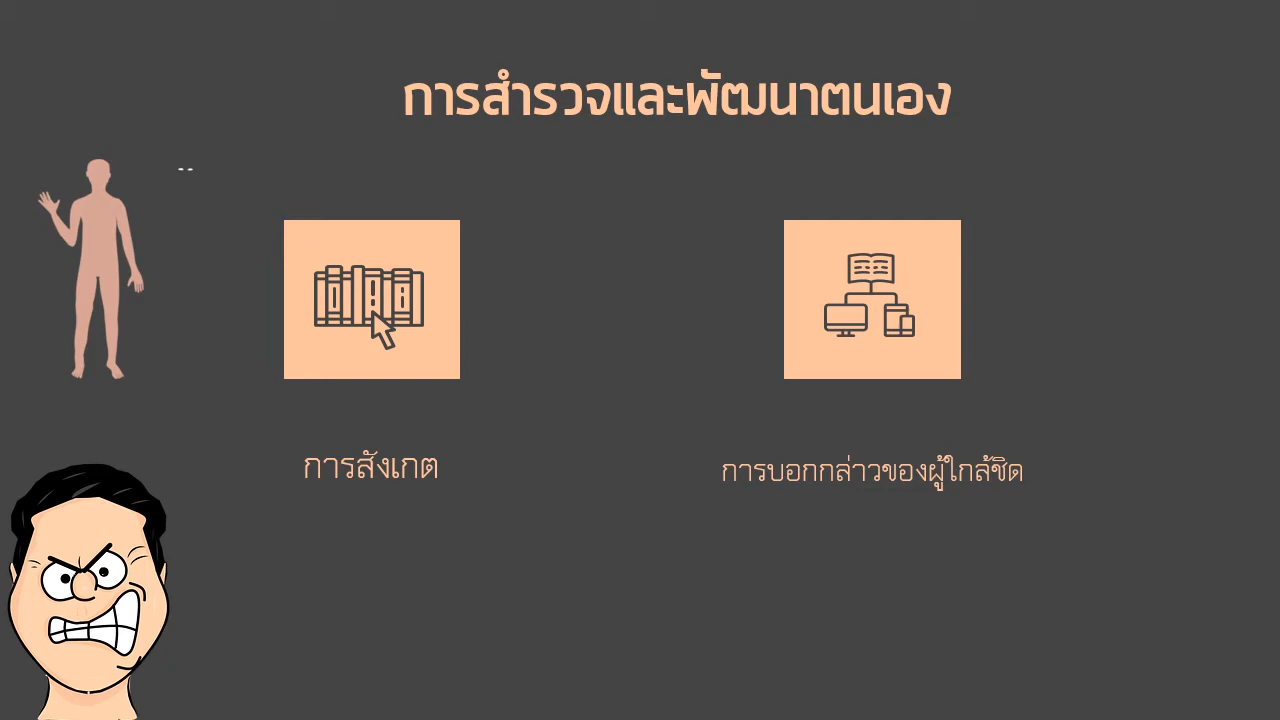 การสำรวจและพัฒนาตนเอง
--
การสังเกต
การบอกกล่าวของผู้ใกล้ชิด